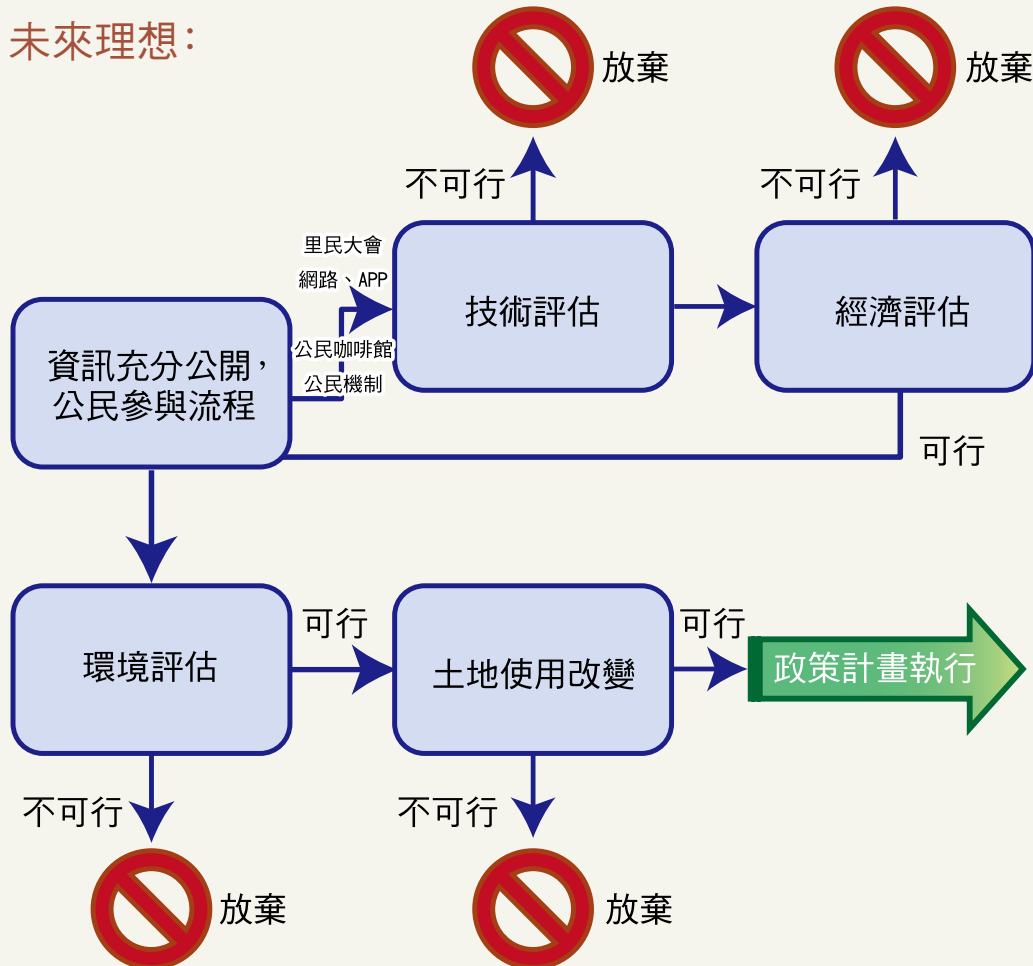 未來理想：
放棄
放棄
不可行
不可行
里民大會
網路、APP
公民咖啡館
公民機制
資訊充分公開，
公民參與流程
技術評估
經濟評估
可行
環境評估
可行
土地使用改變
可行
政策計畫執行
不可行
不可行
放棄
放棄